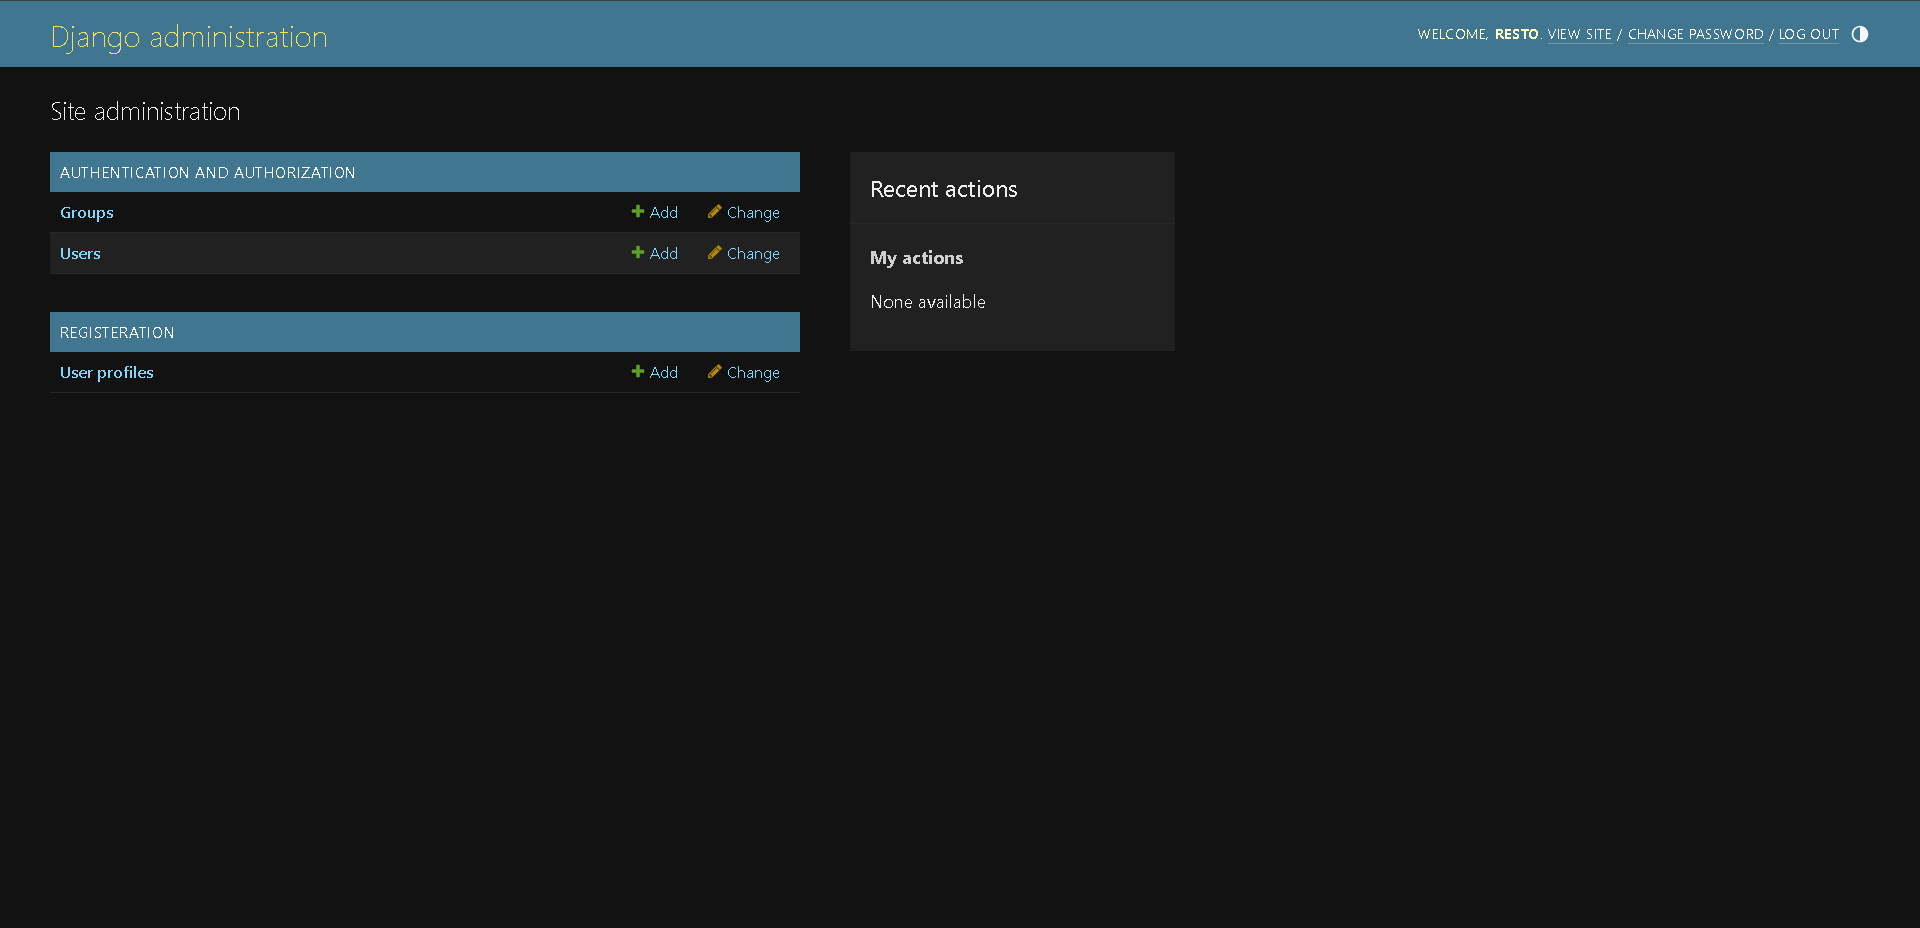 Django administration
WELCOME, RESTO. VIEW SITE / CHANGE PASSWORD / LOG OUT
Site administration
AUTHENTICATION AND AUTHORIZATION
Groups Add Change
Users Add Change
REGISTERATION
User profiles Add Change
Recent actions
My actions
None available